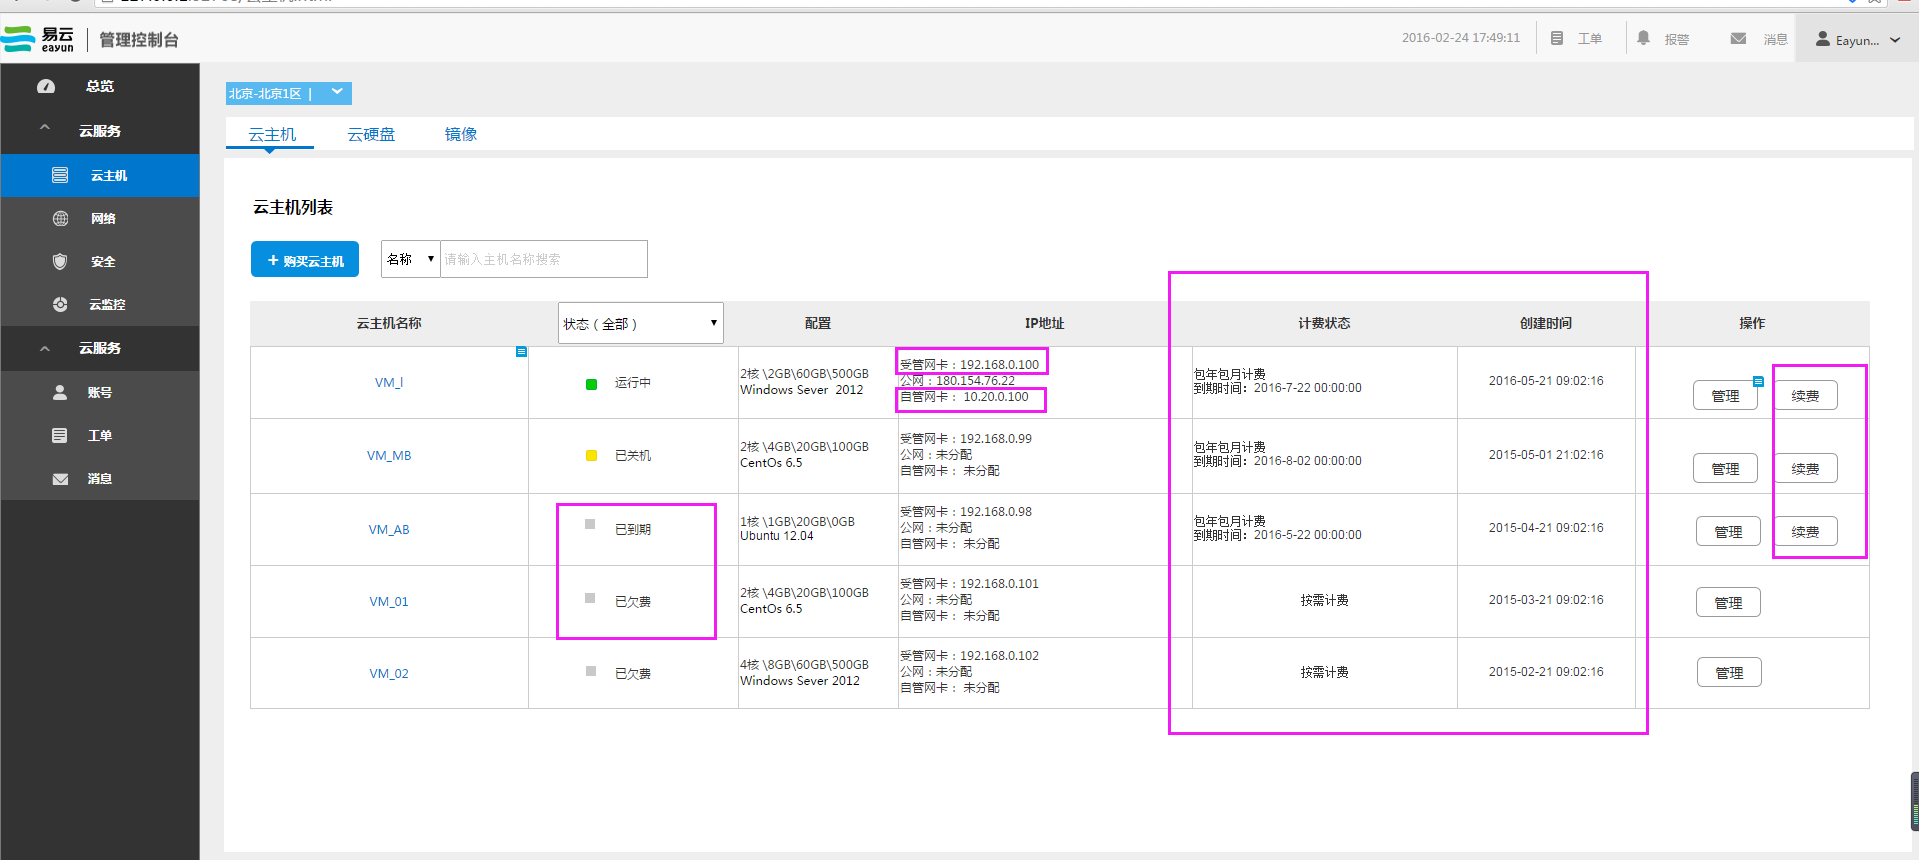 易云
eayun
管理控制台
2016-02-24 17:49:11
工单
报警
消息
Eayun...
总览
云服务
云主机
网络
安全
云监控
云服务
账号
工单
消息
北京-北京1区 |
云主机
云硬盘
镜像
云主机列表
+ 购买云主机
名称
请输入主机名称搜索
云主机名称
状态（全部）
配置
IP地址
计费状态
创建时间
操作
VM_l
运行中
2核 \2GB\60GB\500GB
Windows Sever 2012
受管网卡：192.168.0.100
公网：180.154.76.22
自管网卡： 10.20.0.100
包年包月计费
到期时间：2016-7-22 00:00:00
2016-05-21 09:02:16
管理
续费
VM_MB
已关机
2核 \4GB\20GB\100GB
CentOs 6.5
受管网卡：192.168.0.99
公网：未分配
自管网卡： 未分配
包年包月计费
到期时间：2016-8-02 00:00:00
2015-05-01 21:02:16
管理
续费
VM_AB
已到期
1核 \1GB\20GB\0GB
Ubuntu 12.04
受管网卡：192.168.0.98
公网：未分配
自管网卡： 未分配
包年包月计费
到期时间：2016-5-22 00:00:00
2015-04-21 09:02:16
管理
续费
VM_01
已欠费
2核 \4GB\20GB\100GB
CentOs 6.5
受管网卡：192.168.0.101
公网：未分配
自管网卡： 未分配
按需计费
2015-03-21 09:02:16
管理
VM_02
已欠费
4核 \8GB\60GB\500GB
Windows Sever 2012
受管网卡：192.168.0.102
公网：未分配
自管网卡： 未分配
按需计费
2015-02-21 09:02:16
管理